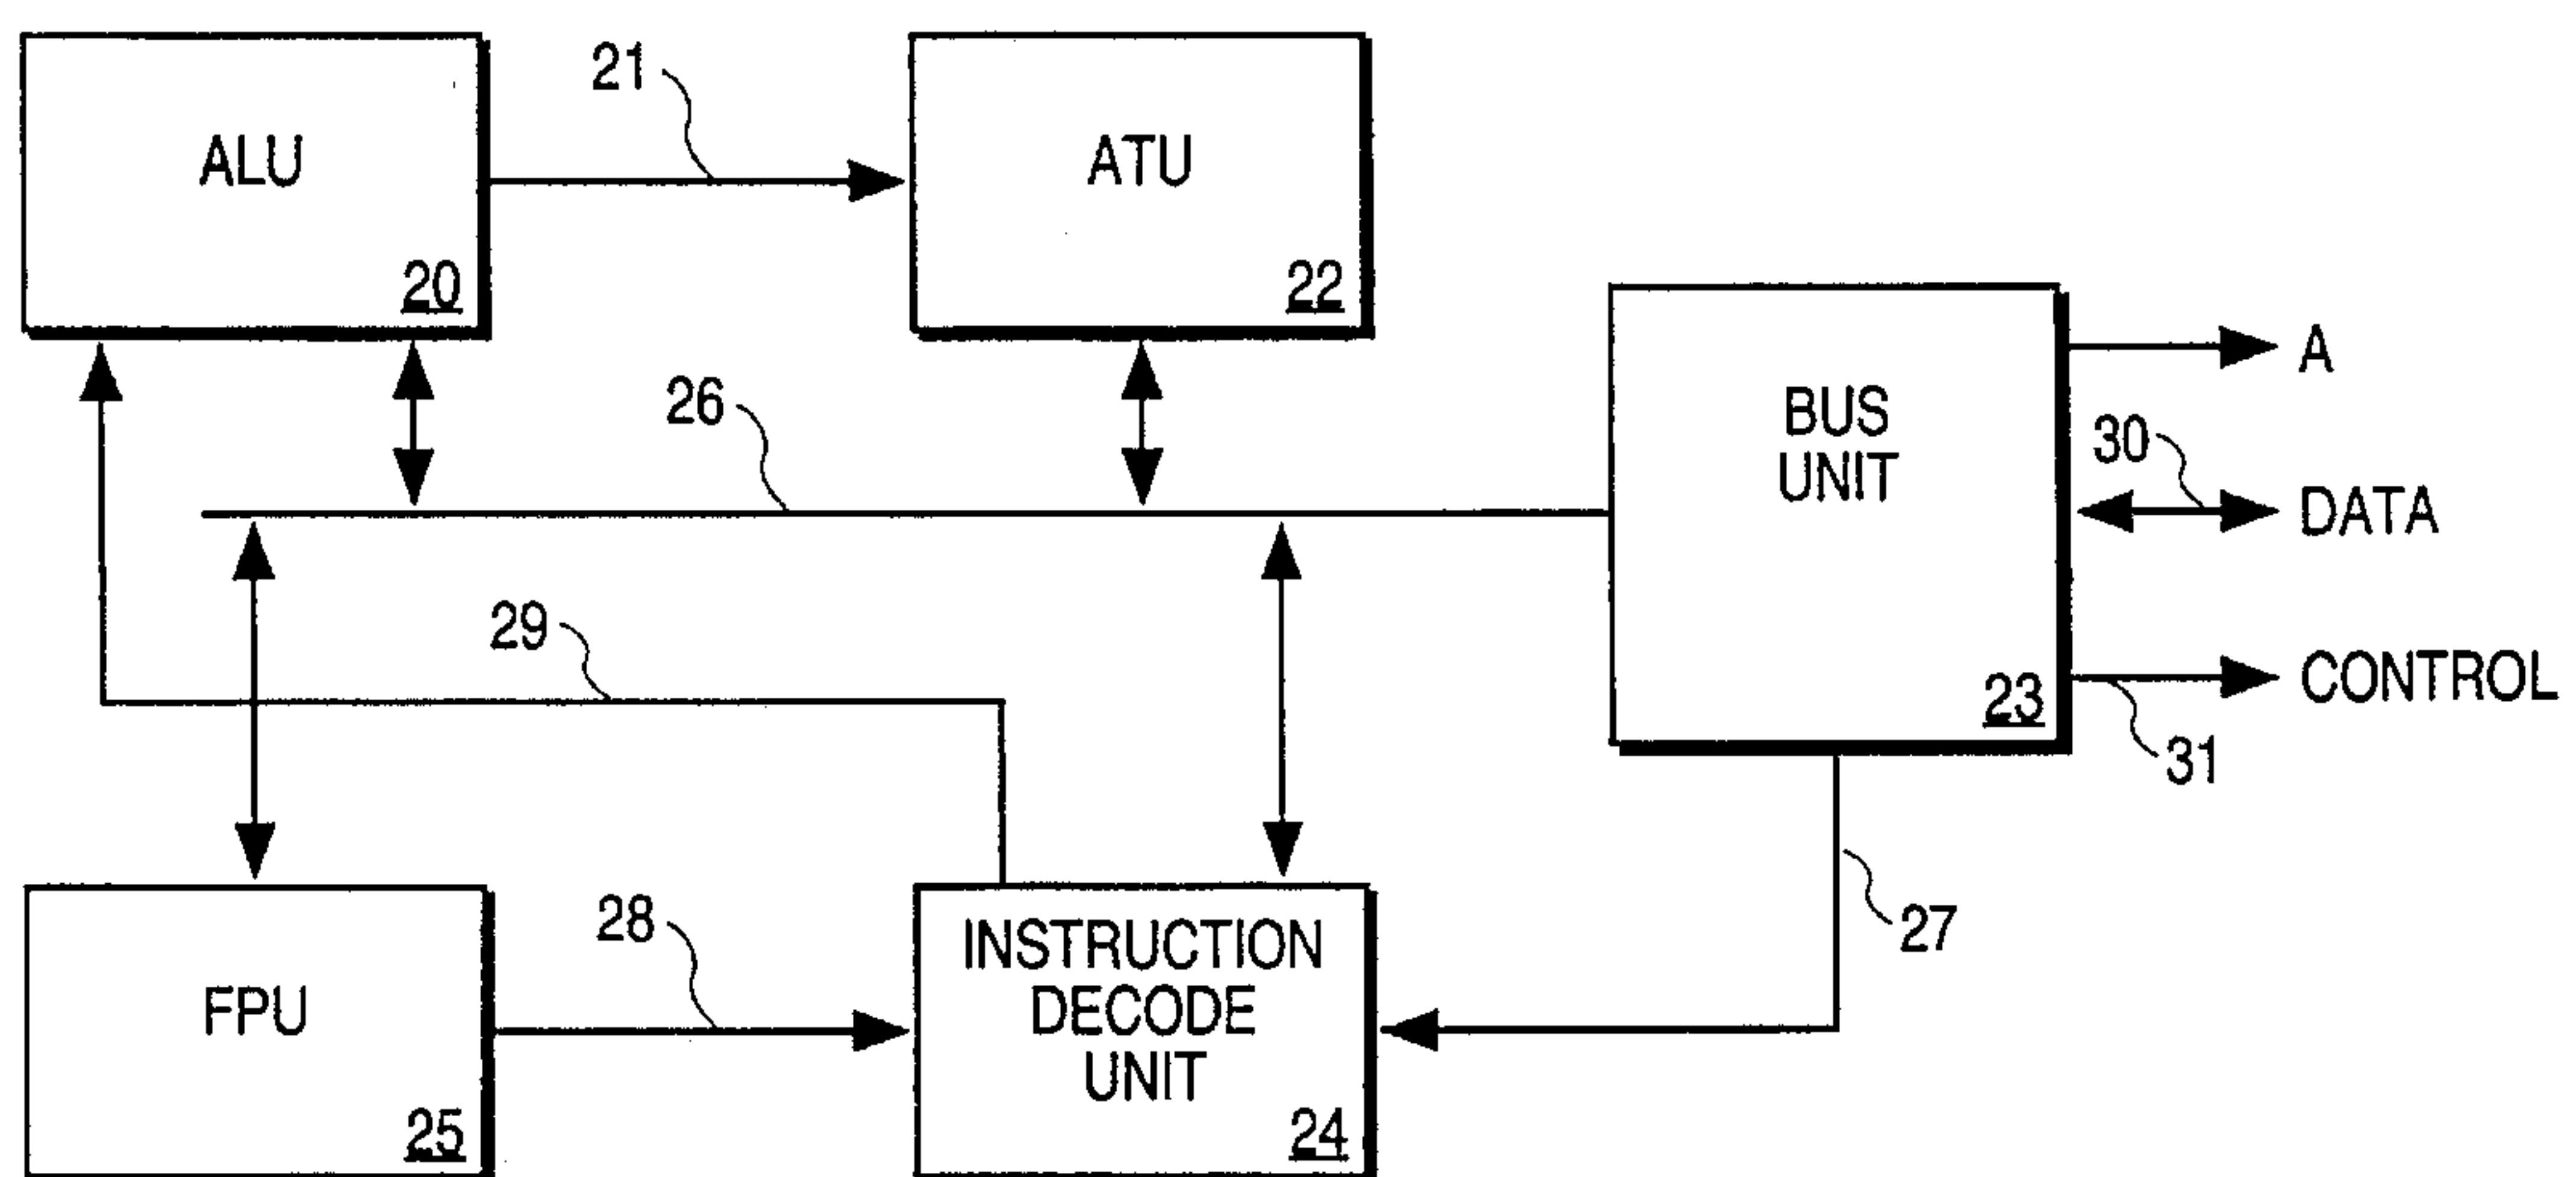 21
ALU
20
ATU
22
26
BUS
UNIT
23
A
30
DATA
CONTROL
31
29
27
28
FPU
25
INSTRUCTION
DECODE
UNIT
24